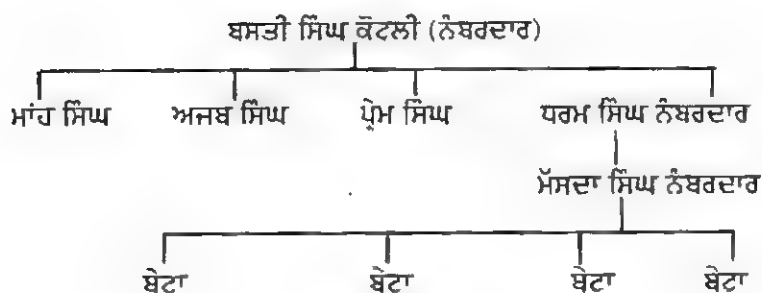 ਬਸਤੀ ਸਿੰਘ ਕੋਟਲੀ (ਨੰਬਰਦਾਰ)
ਮਾਂਹ ਸਿੰਘ ਅਜਬ ਸਿੰਘ ਪ੍ਰੇਮ ਸਿੰਘ ਧਰਮ ਸਿੰਘ ਨੰਬਰਦਾਰ
ਮੱਸਦਾ ਸਿੰਘ ਨੰਬਰਦਾਰ
ਬੇਟਾ ਬੇਟਾ ਬੇਟਾ ਬੇਟਾ